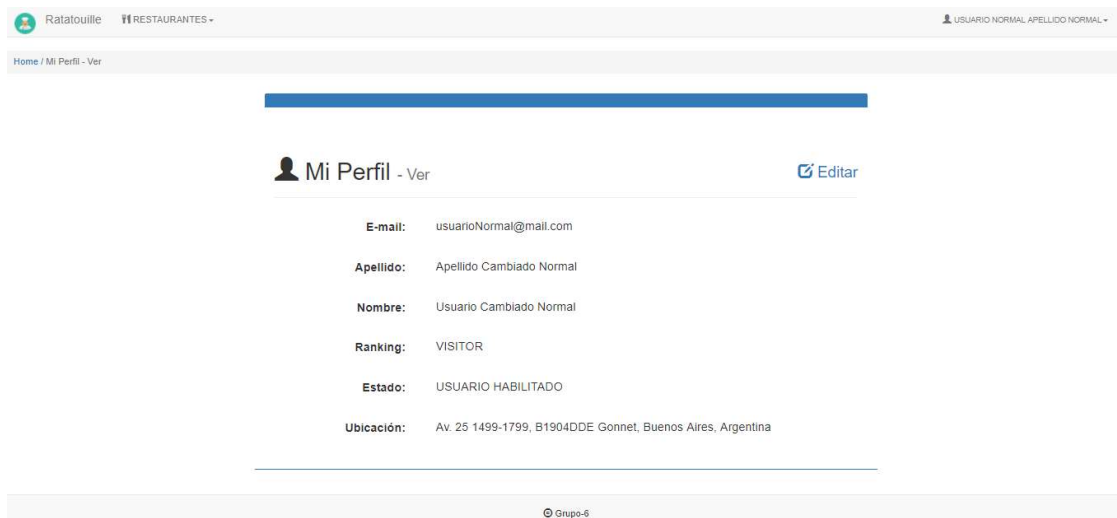 Ratatouille RESTAURANTES USUARIO NORMAL APELLIDO NORMAL
Home / Mi Perfil - Ver
Mi Perfil - Ver Editar
E-mail: usuarioNormal@mail.com
Apellido: Apellido Cambiado Normal
Nombre: Usuario Cambiado Normal
Ranking: VISITOR
Estado: USUARIO HABILITADO
Ubicación: Av. 25 1499-1799, B1904DDE Gonnet, Buenos Aires, Argentina
Grupo-6